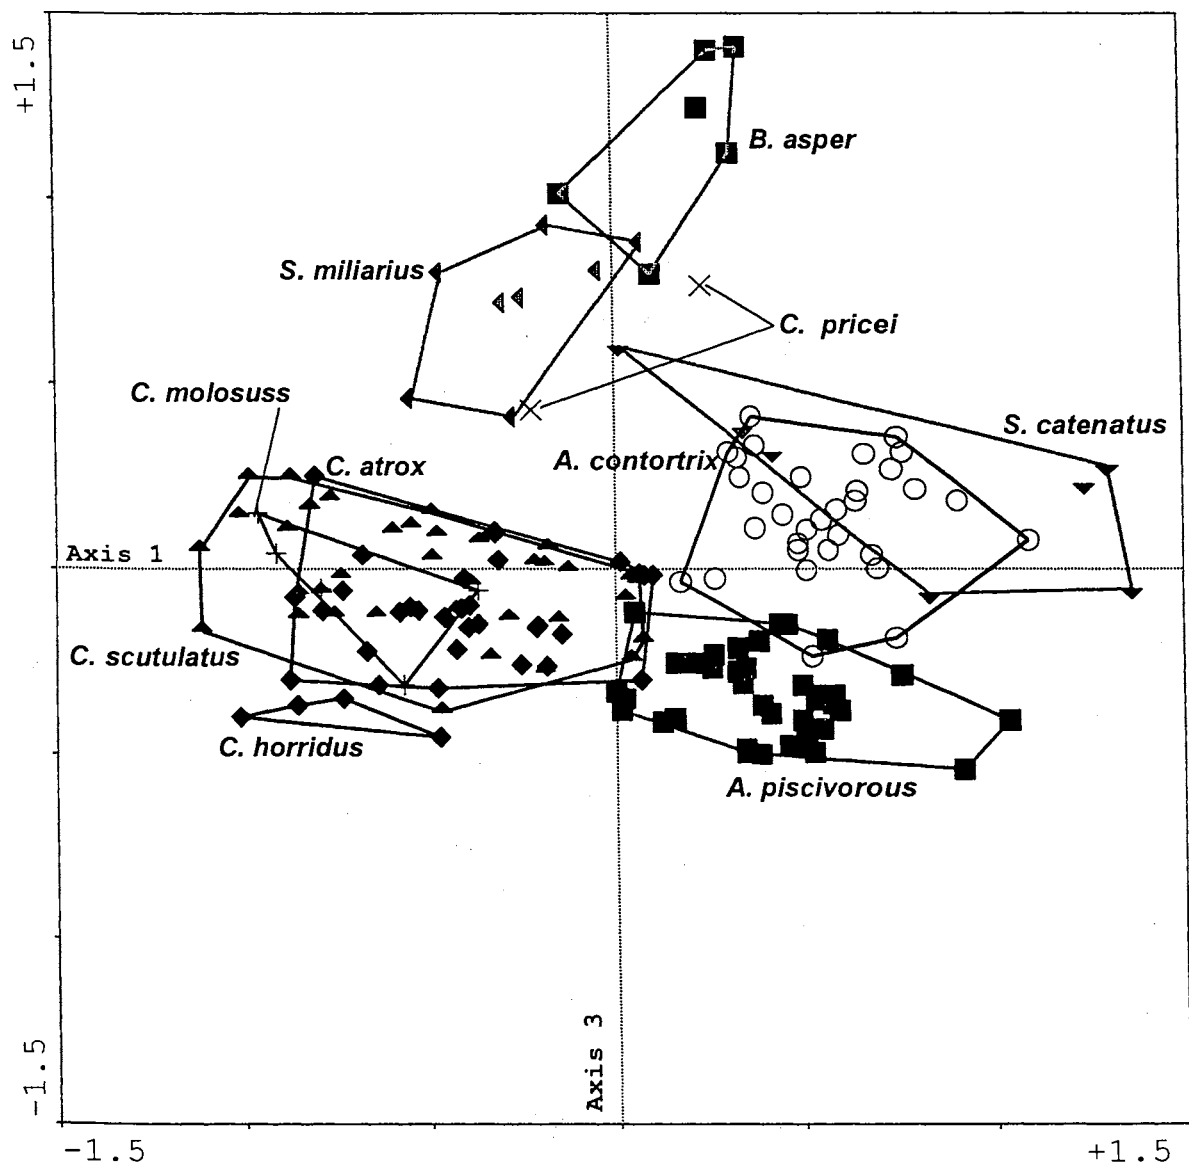 +1.5
B. asper
S. miliarius
C. pricei
C. molosuss
S. catenatus
C. atrox
A. contortrix
Axis 1
C. scutulatus
C. horridus
A. piscivorous
Axis 3
-1.5
-1.5
+1.5